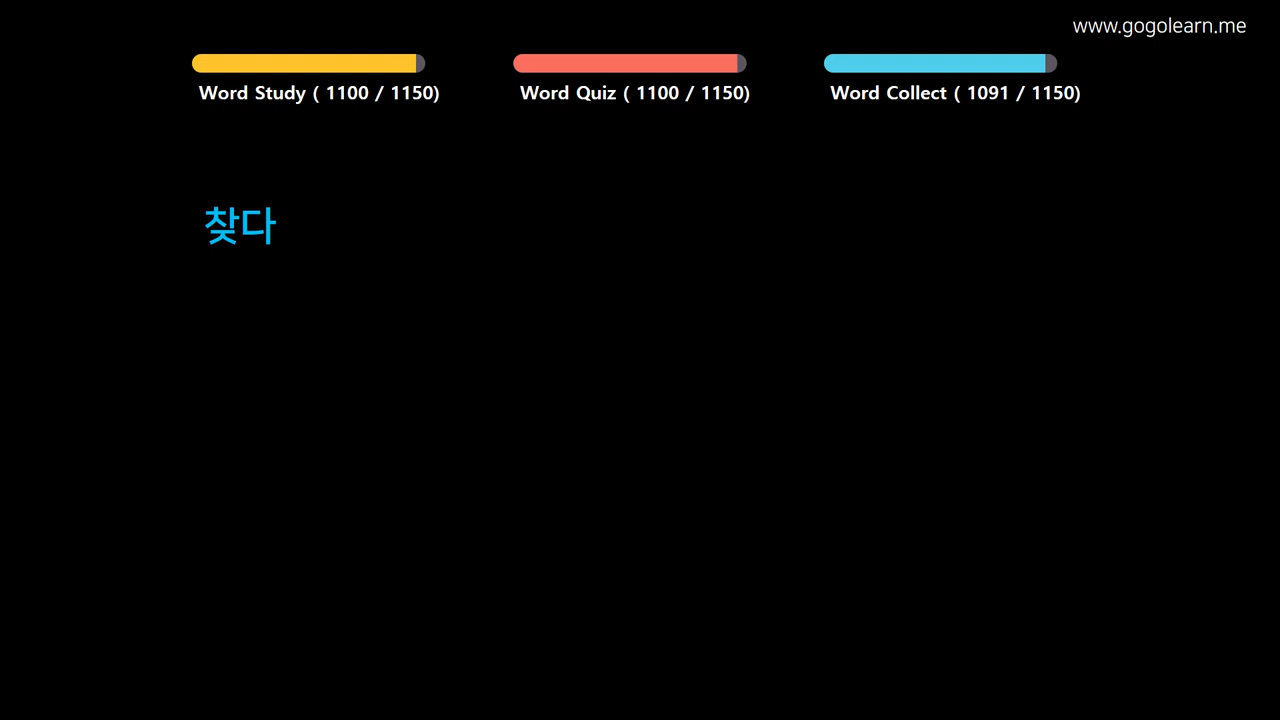 www.gogolearn.me
Word Study ( 1100 / 1150)
Word Quiz ( 1100 / 1150)
Word Collect ( 1091 / 1150)
찾다